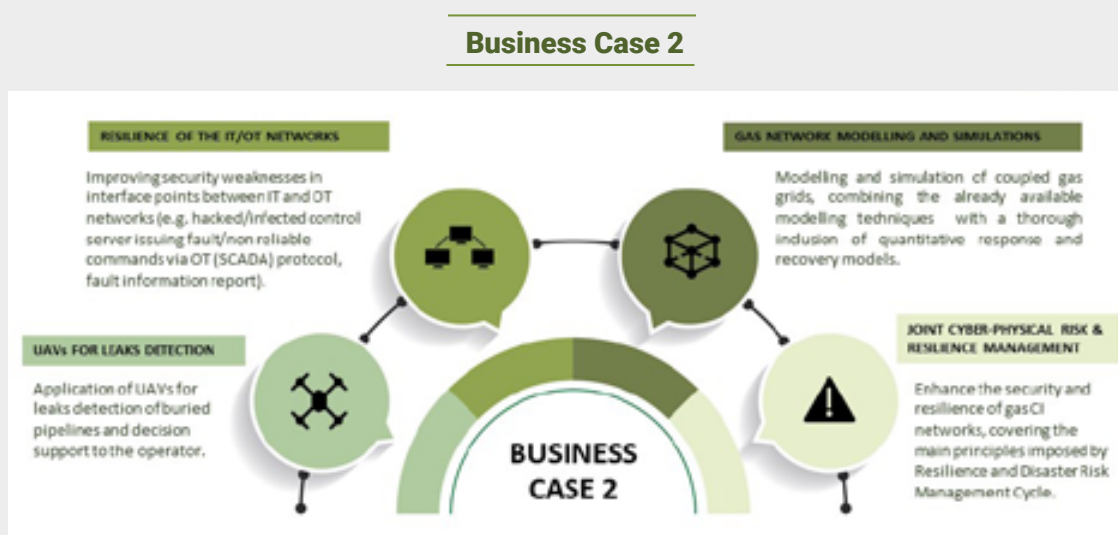 Business Case 2
RESILIENCE OF THE IT/OT NETWORKS
Improving security weaknesses in
interface points between IT and OT
networks (e.g. hacked/infected control
server issuing fault/non reliable
commands via OT (SCADA) protocol,
fault information report).
GAS NETWORK MODELLING AND SIMULATIONS
Modelling and simulation of coupled gas
grids, combining the already available
modelling techniques with a thorough
inclusion of quantitative response and
recovery models.
UAVs FOR LEAKS DETECTION
Application of UAVs for
leaks detection of buried
pipelines and decision
support to the operator.
JOINT CYBER-PHYSICAL RISK &
RESILIENCE MANAGEMENT
Enhance the security and
resilience of gas CI
networks, covering the
main principles imposed by
Resilience and Disaster Risk
Management Cycle.
BUSINESS
CASE 2